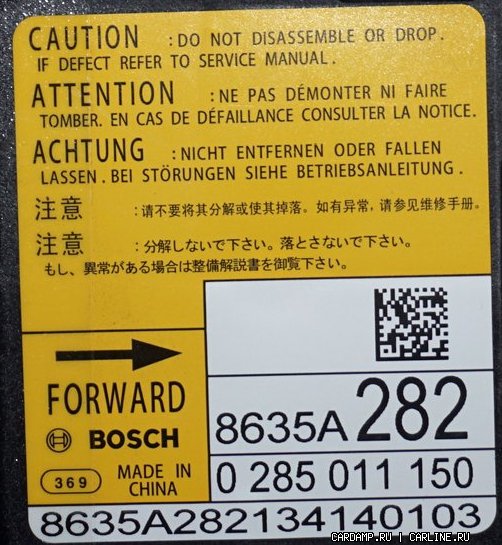 CAUTION : DO NOT DISASSEMBLE OR DROP.
IF DEFECT REFER TO SERVICE MANUAL.
ATTENTION : NE PAS DÉMONTER NI FAIRE
TOMBER. EN CAS DE DÉFAILLANCE CONSULTER LA NOTICE.
ACHTUNG : NICHT ENTFERNEN ODER FALLEN
LASSEN. BEI STÖRUNGEN SIEHE BETRIEBSANLEITUNG.
注意 : 请不要将其分解或使其掉落。如有异常, 请参见维修手册.
注意 : 分解しないで下さい。落とさないで下さい。
もし、異常がある場合は整備解説書を御覧下さい。
FORWARD
8635A 282
BOSCH
0 285 011 150
369 MADE IN
CHINA
8635A282134140103
CARDAMP.RU | CARLINE.RU